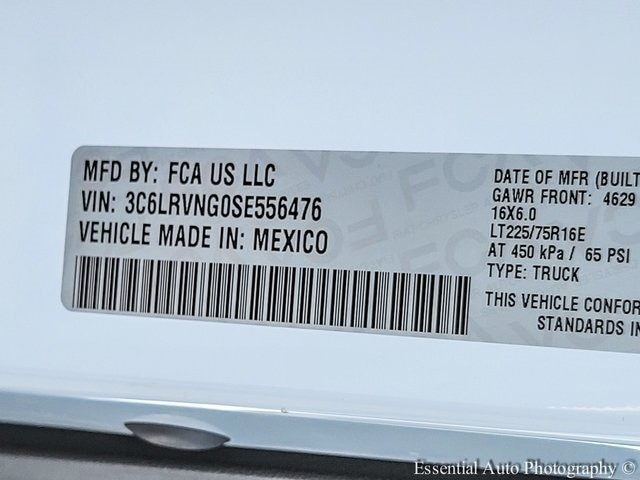 MFD BY: FCA US LLC
VIN: 3C6LRVNG0SE556476
VEHICLE MADE IN: MEXICO
DATE OF MFR (BUILT
GAWR FRONT: 4629
16X6.0
LT225/75R16E
AT 450 kPa / 65 PSI
TYPE: TRUCK
THIS VEHICLE CONFOR
STANDARDS IN
Essential Auto Photography ©